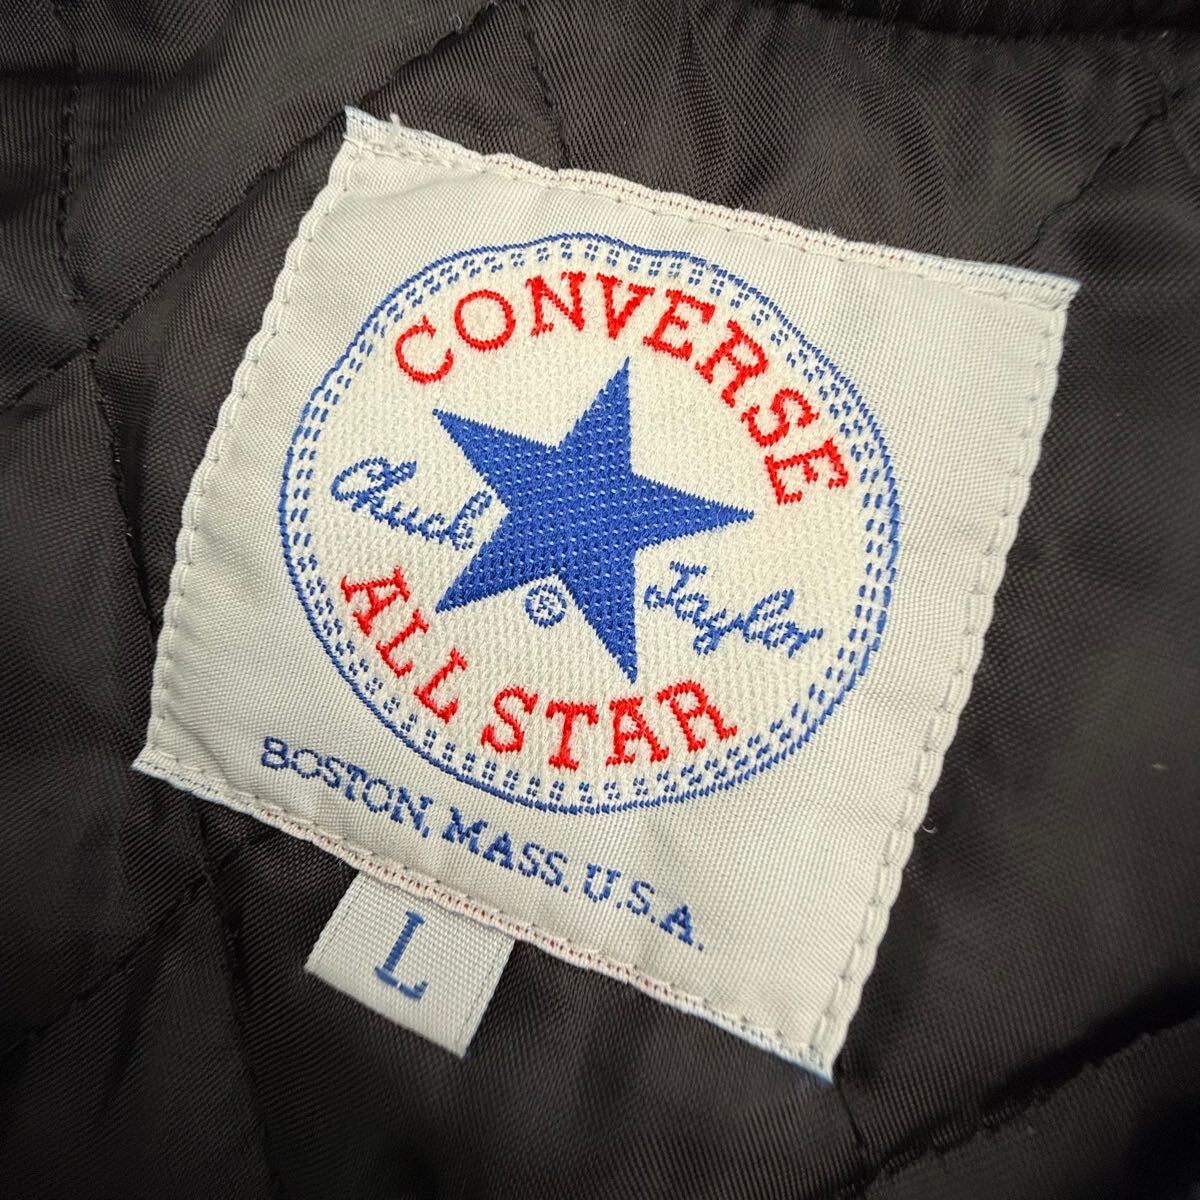 CONVERSE
Chuck Taylor
®
ALL STAR
BOSTON, MASS. U.S.A.
L